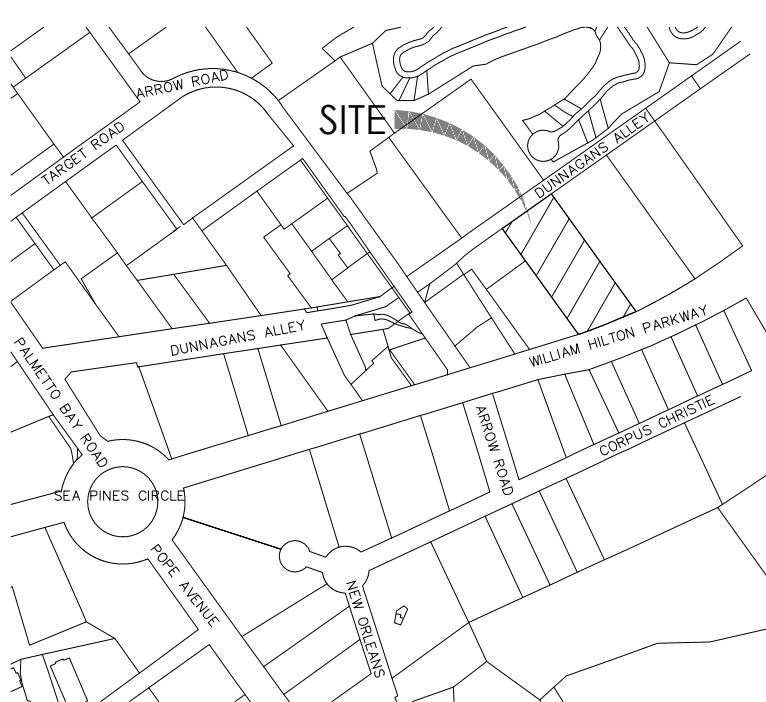 ARROW ROAD
SITE
TARGET ROAD
DUNNAGANS ALLEY
DUNNAGANS ALLEY
WILLIAM HILTON PARKWAY
PALMETTO BAY ROAD
ARROW ROAD
CORPUS CHRISTIE
SEA PINES CIRCLE
POPE AVENUE
NEW ORLEANS